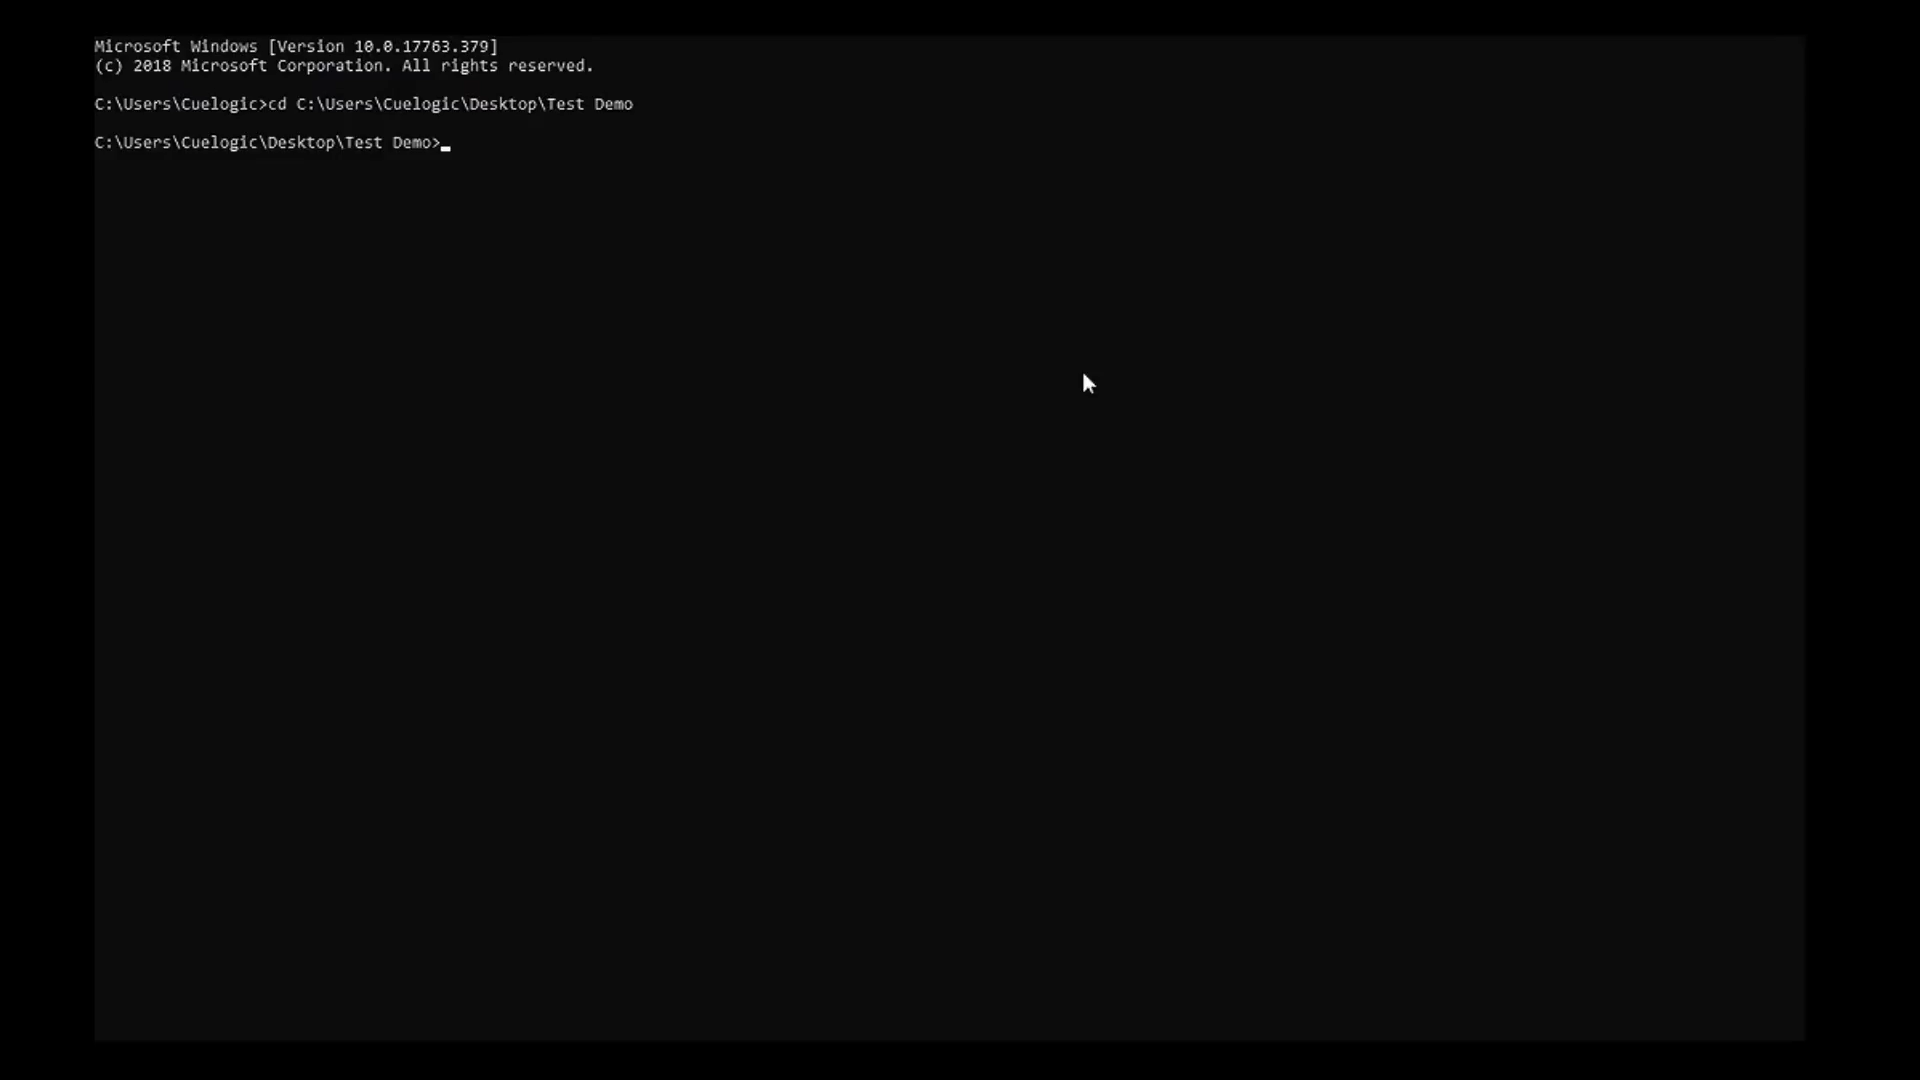 Microsoft Windows [Version 10.0.17763.379]
(c) 2018 Microsoft Corporation. All rights reserved.
C:\Users\Cuelogic>cd C:\Users\Cuelogic\Desktop\Test Demo
C:\Users\Cuelogic\Desktop\Test Demo>